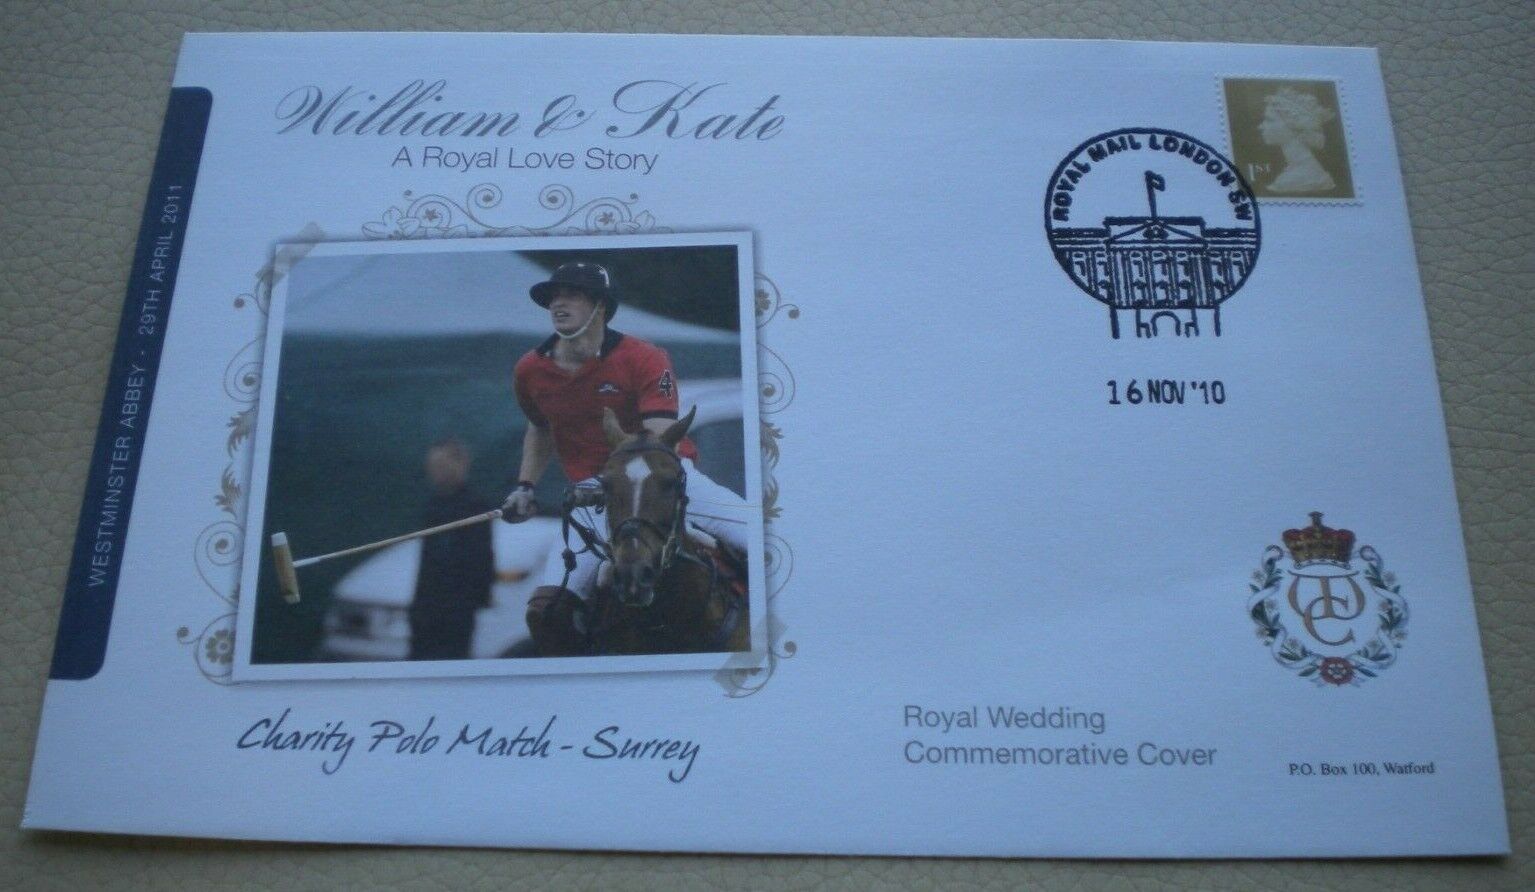 William & Kate
A Royal Love Story
WESTMINSTER ABBEY · 29TH APRIL 2011
ROYAL MAIL LONDON SW
1ST
16 NOV '10
4
Charity Polo Match - Surrey
Royal Wedding
Commemorative Cover
P.O. Box 100, Watford